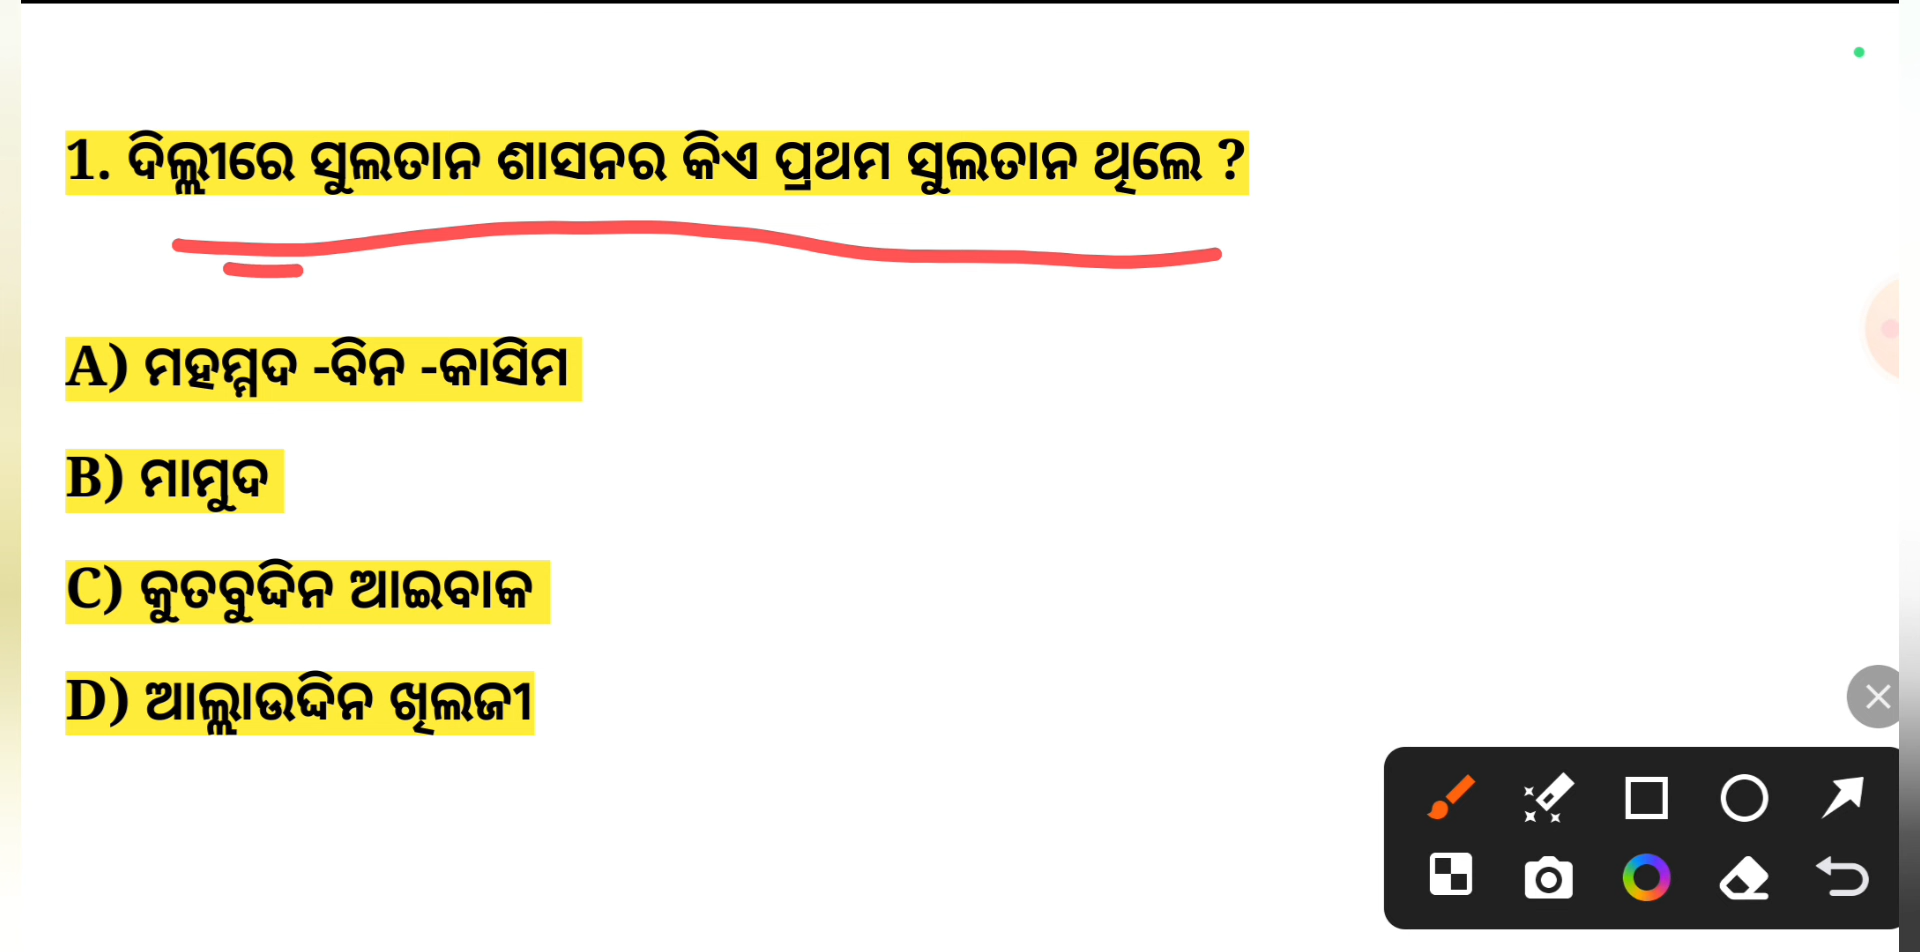 1. ଦିଲ୍ଲୀରେ ସୁଲତାନ ଶାସନର କିଏ ପ୍ରଥମ ସୁଲତାନ ଥିଲେ ?
A) ମହମ୍ମଦ -ବିନ -କାସିମ
B) ମାମୁଦ
C) କୁତବୁଦ୍ଦିନ ଆଇବାକ
D) ଆଲ୍ଲାଉଦ୍ଦିନ ଖିଲଜୀ